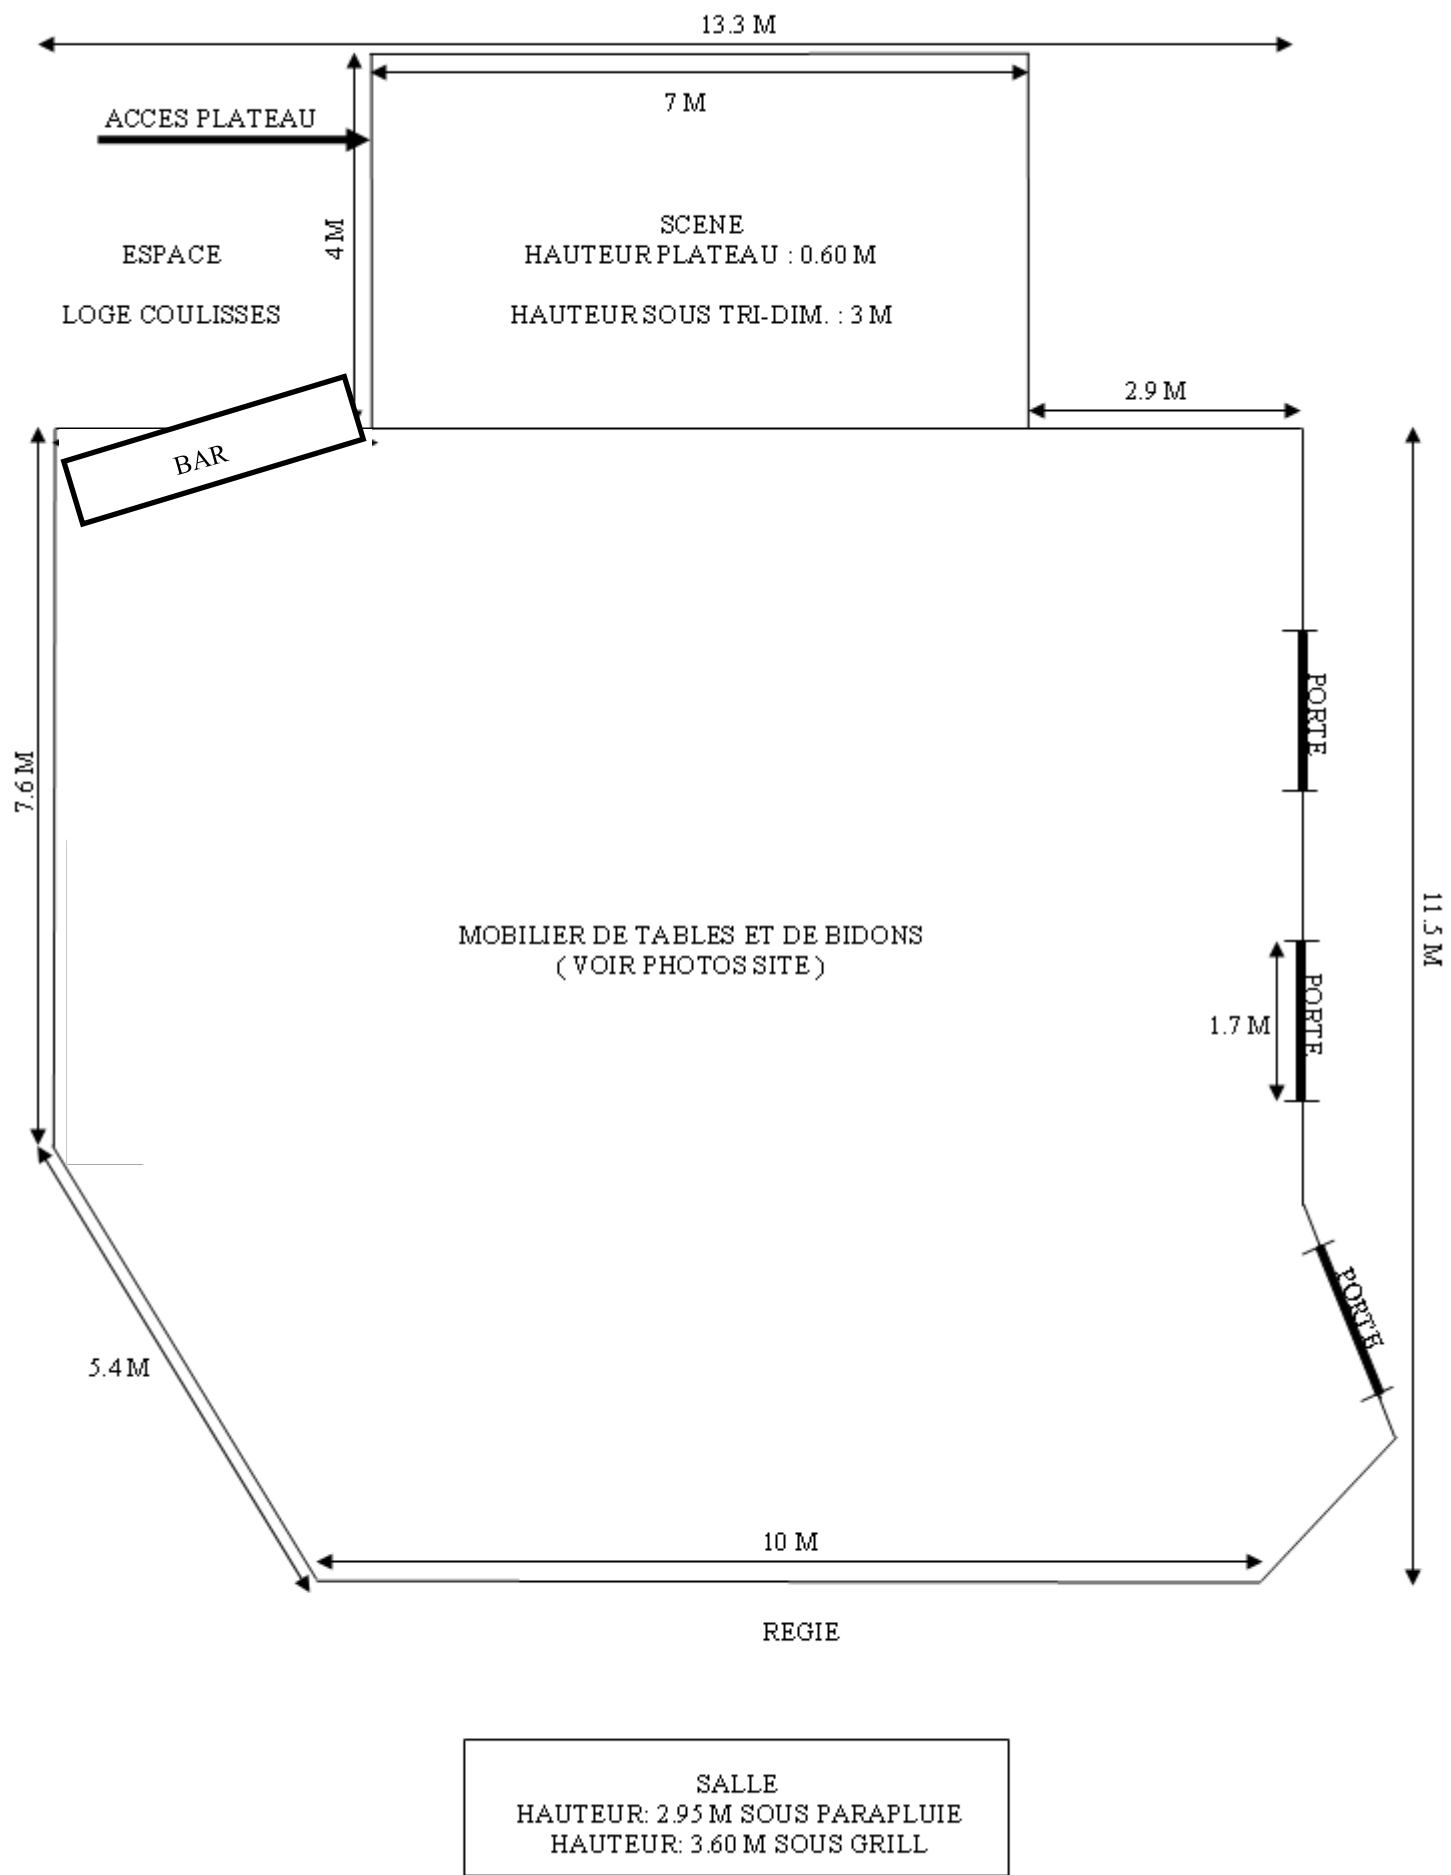 13.3 M
7 M
ACCES PLATEAU
4 M
SCENE
HAUTEUR PLATEAU : 0.60 M
HAUTEUR SOUS TRI-DIM. : 3 M
ESPACE
LOGE COULISSES
2.9 M
BAR
PORTE
7.6 M
11.5 M
MOBILIER DE TABLES ET DE BIDONS
( VOIR PHOTOS SITE )
PORTE
1.7 M
PORTE
5.4 M
10 M
REGIE
SALLE
HAUTEUR: 2.95 M SOUS PARAPLUIE
HAUTEUR: 3.60 M SOUS GRILL